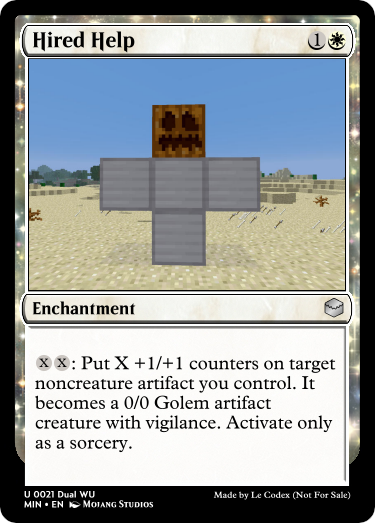 Hired Help 1
Enchantment
X X: Put X +1/+1 counters on target
noncreature artifact you control. It
becomes a 0/0 Golem artifact
creature with vigilance. Activate only
as a sorcery.
U 0021 Dual WU
MIN • EN Mojang Studios
Made by Le Codex (Not For Sale)